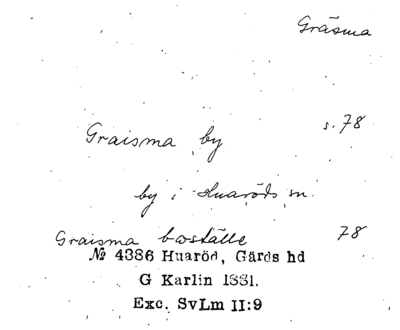 Gräsma
Graisma by s. 78
by i Huaröds sn.
Graisma boställe 78
№ 4386 Huaröd, Gärds hd
G Karlin 1881.
Exc. SvLm II:9